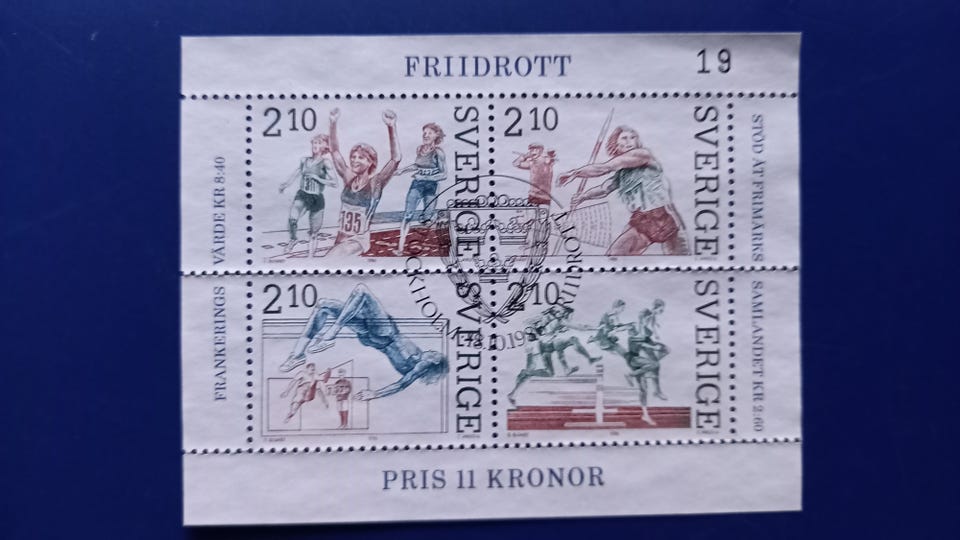 FRIIDROTT
19
2 10
SVERIGE
2 10
SVERIGE
135
VÄRDE KR 8:40
STÖD ÅT FRIMÄRKS
2 10
SVERIGE
2 10
SVERIGE
FRANKERINGS
SAMLANDET KR 2:60
STOCKHOLM
PRIS 11 KRONOR